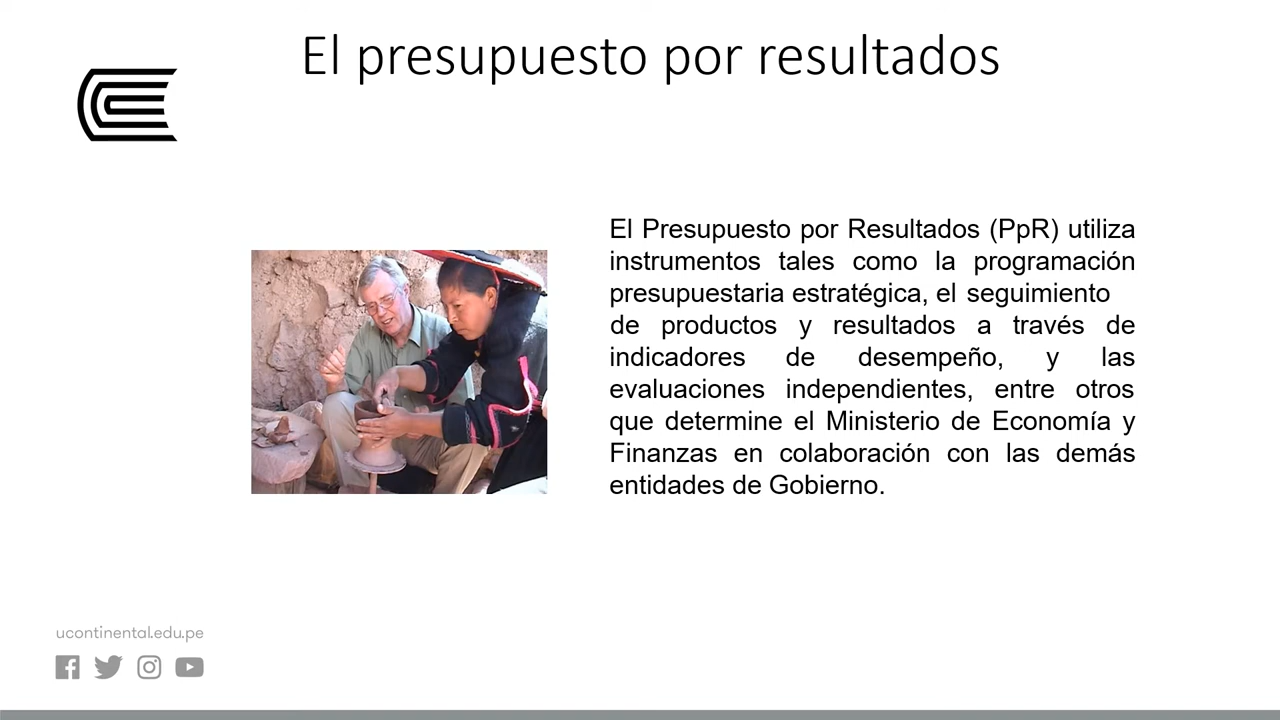 El presupuesto por resultados
El Presupuesto por Resultados (PpR) utiliza
instrumentos tales como la programación
presupuestaria estratégica, el seguimiento
de productos y resultados a través de
indicadores de desempeño, y las
evaluaciones independientes, entre otros
que determine el Ministerio de Economía y
Finanzas en colaboración con las demás
entidades de Gobierno.
ucontinental.edu.pe